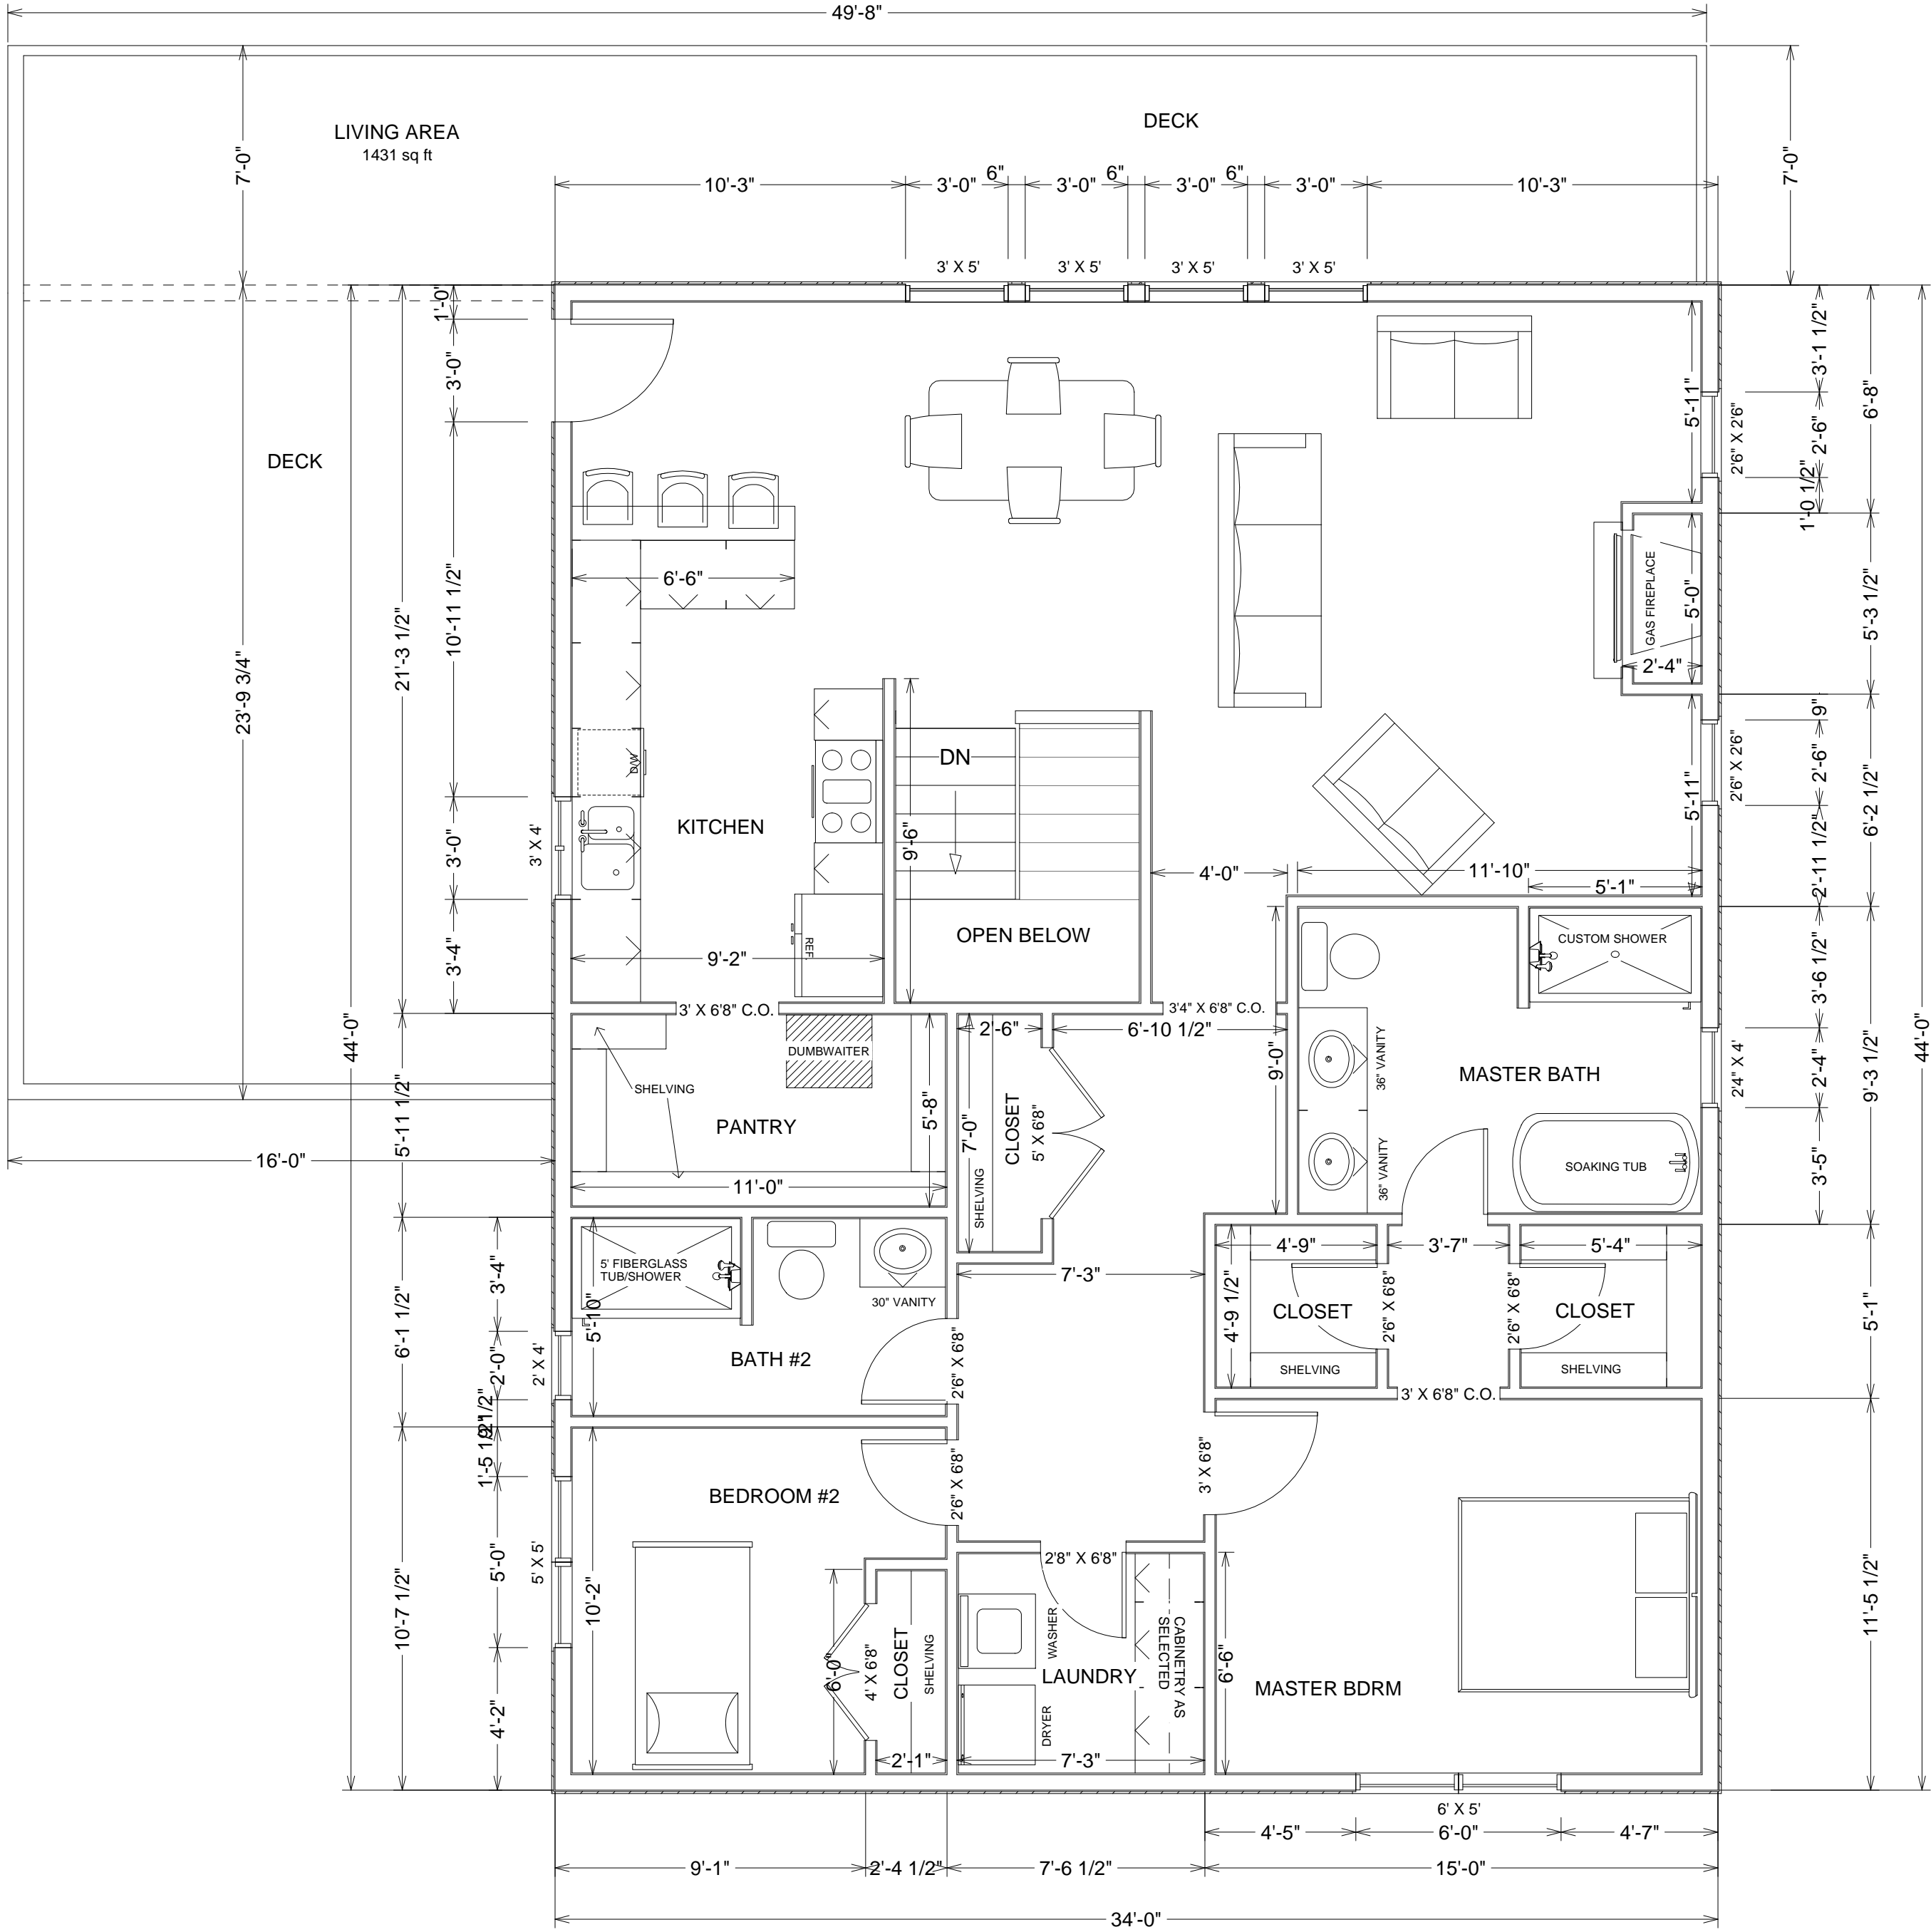 49'-8"
LIVING AREA
1431 sq ft
DECK
7'-0"
7'-0"
10'-3"
3'-0"
6"
3'-0"
6"
3'-0"
6"
3'-0"
10'-3"
3' X 5'
3' X 5'
3' X 5'
3' X 5'
DECK
1'-0"
3'-0"
10'-11 1/2"
3'-0"
3'-4"
21'-3 1/2"
23'-9 3/4"
44'-0"
16'-0"
5'-11 1/2"
6'-1 1/2"
10'-7 1/2"
3'-4"
2'-0"
1'-5 1/2"
5'-0"
4'-2"
3' X 4'
2' X 4'
5' X 5'
6'-6"
D/W
KITCHEN
REF.
9'-2"
9'-6"
DN
OPEN BELOW
4'-0"
11'-10"
5'-1"
5'-11"
GAS FIREPLACE
5'-0"
2'-4"
5'-11"
2'6" X 2'6"
2'6" X 2'6"
2'4" X 4'
3'-1 1/2"
2'-6"
1'-0 1/2"
9"
2'-6"
2'-11 1/2"
3'-6 1/2"
2'-4"
3'-5"
6'-8"
5'-3 1/2"
6'-2 1/2"
9'-3 1/2"
5'-1"
11'-5 1/2"
44'-0"
3' X 6'8" C.O.
3'4" X 6'8" C.O.
DUMBWAITER
SHELVING
PANTRY
5'-8"
11'-0"
2'-6"
6'-10 1/2"
7'-0"
CLOSET
5' X 6'8"
SHELVING
9'-0"
CUSTOM SHOWER
36" VANITY
MASTER BATH
36" VANITY
SOAKING TUB
5' FIBERGLASS
TUB/SHOWER
5'-10"
30" VANITY
BATH #2
2'6" X 6'8"
7'-3"
4'-9"
3'-7"
5'-4"
4'-9 1/2"
CLOSET
2'6" X 6'8"
2'6" X 6'8"
CLOSET
SHELVING
SHELVING
3' X 6'8" C.O.
BEDROOM #2
2'6" X 6'8"
3' X 6'8"
10'-2"
6'-0"
4' X 6'8"
CLOSET
SHELVING
2'-1"
2'8" X 6'8"
WASHER
LAUNDRY
DRYER
CABINETRY AS
SELECTED
7'-3"
6'-6"
MASTER BDRM
6' X 5'
4'-5"
6'-0"
4'-7"
9'-1"
2'-4 1/2"
7'-6 1/2"
15'-0"
34'-0"